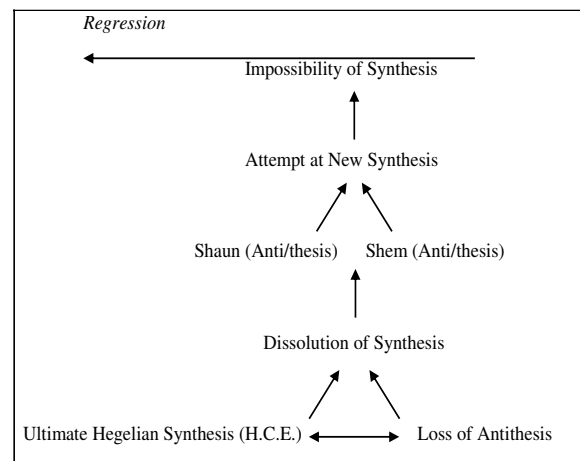 Regression
Impossibility of Synthesis
Attempt at New Synthesis
Shaun (Anti/thesis) Shem (Anti/thesis)
Dissolution of Synthesis
Ultimate Hegelian Synthesis (H.C.E.) Loss of Antithesis